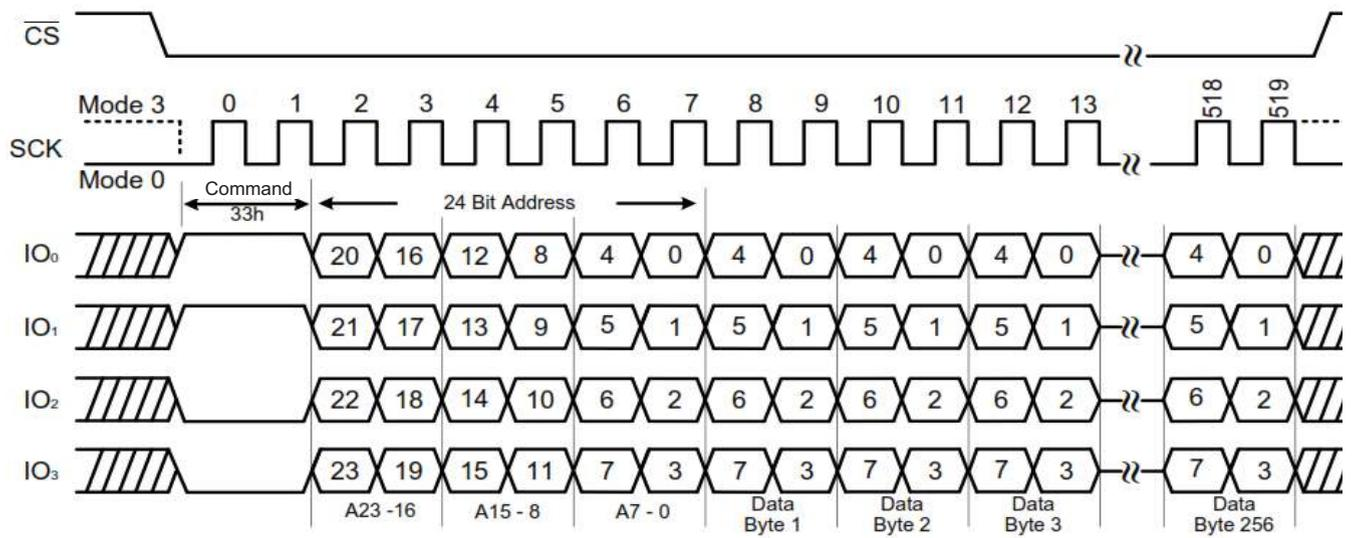 CS
Mode 3 0 1 2 3 4 5 6 7 8 9 10 11 12 13 518 519
SCK
Mode 0
Command
33h
24 Bit Address
IO₀ 20 16 12 8 4 0 4 0 4 0 4 0 4 0
IO₁ 21 17 13 9 5 1 5 1 5 1 5 1 5 1
IO₂ 22 18 14 10 6 2 6 2 6 2 6 2 6 2
IO₃ 23 19 15 11 7 3 7 3 7 3 7 3 7 3
A23 -16 A15 - 8 A7 - 0 Data Data Data Data
Byte 1 Byte 2 Byte 3 Byte 256